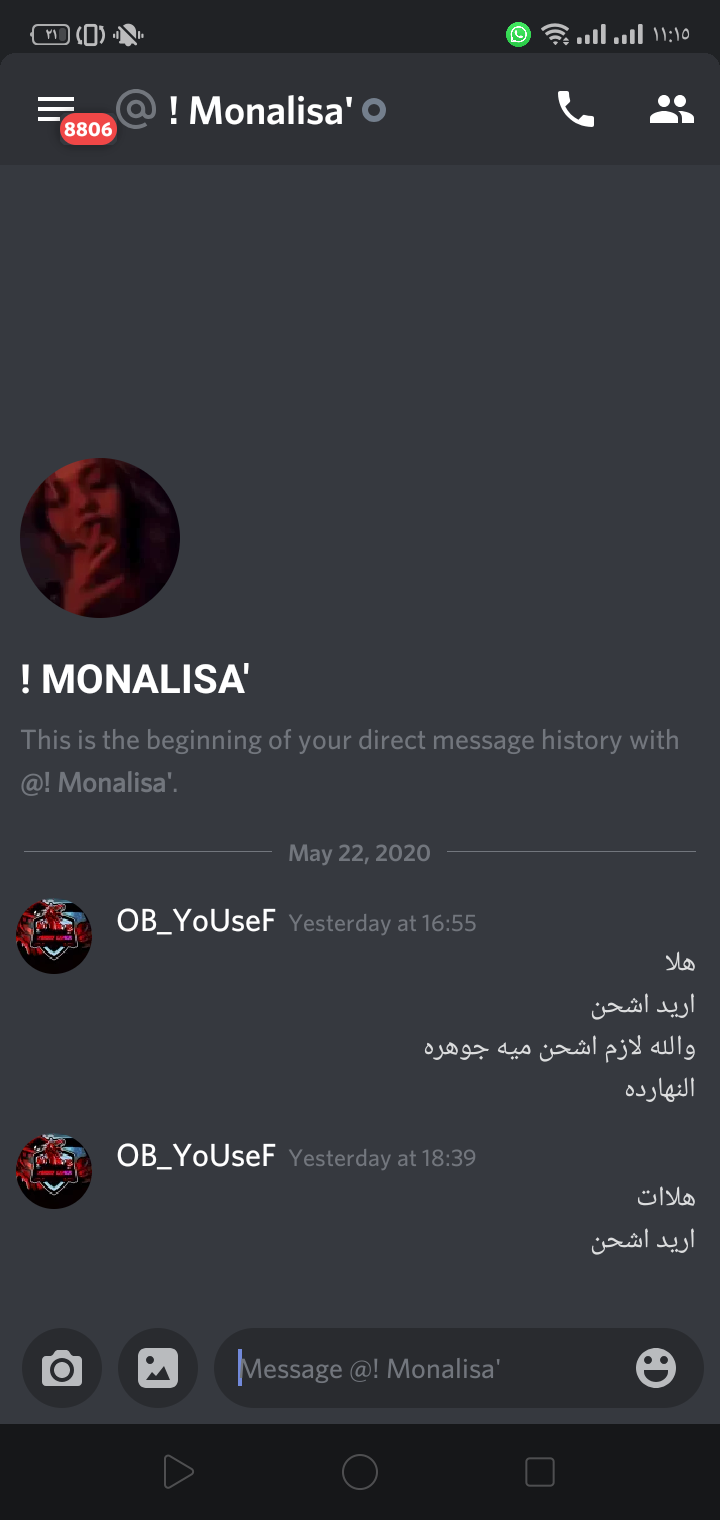 ٢١
١١:١٥
8806
@ ! Monalisa'
! MONALISA'
This is the beginning of your direct message history with
@! Monalisa'.
May 22, 2020
OB_YoUseF Yesterday at 16:55
هلا
اريد اشحن
والله لازم اشحن ميه جوهره
النهارده
OB_YoUseF Yesterday at 18:39
هلاات
اريد اشحن
Message @! Monalisa'